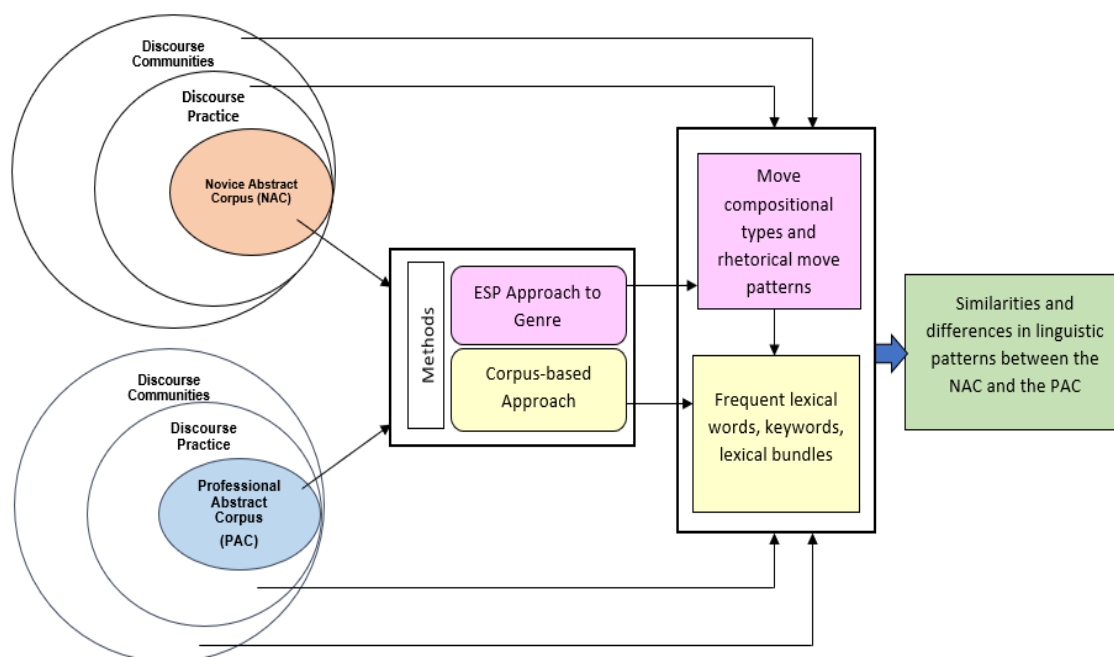 Discourse
Communities
Discourse
Practice
Novice Abstract
Corpus (NAC)
Discourse
Communities
Discourse
Practice
Professional
Abstract
Corpus
(PAC)
Methods
ESP Approach to
Genre
Corpus-based
Approach
Move
compositional
types and
rhetorical move
patterns
Frequent lexical
words, keywords,
lexical bundles
Similarities and
differences in linguistic
patterns between the
NAC and the PAC